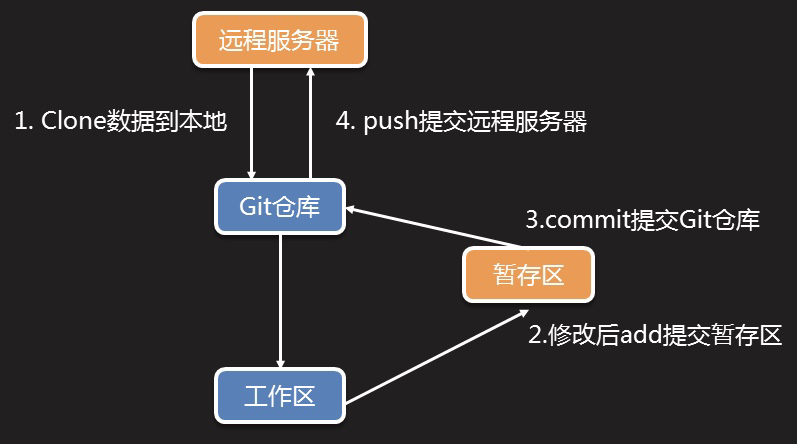 远程服务器
1. Clone数据到本地
4. push提交远程服务器
Git仓库
3.commit提交Git仓库
暂存区
2.修改后add提交暂存区
工作区